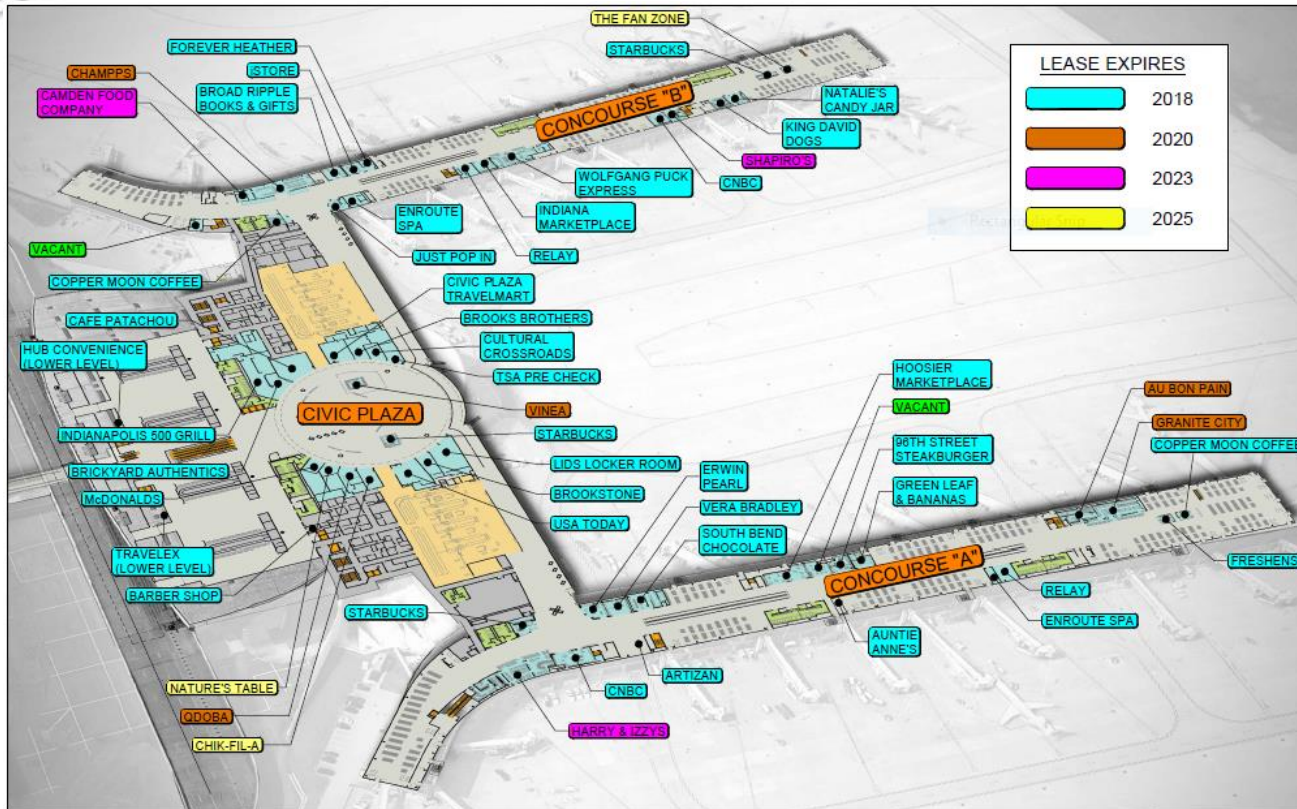 THE FAN ZONE
FOREVER HEATHER
STARBUCKS
iSTORE
CHAMPPS
BROAD RIPPLE
BOOKS & GIFTS
CAMDEN FOOD
COMPANY
CONCOURSE "B"
NATALIE'S
CANDY JAR
KING DAVID
DOGS
SHAPIRO'S
CNBC
WOLFGANG PUCK
EXPRESS
INDIANA
MARKETPLACE
ENROUTE
SPA
RELAY
JUST POP IN
VACANT
COPPER MOON COFFEE
CAFE PATACHOU
HUB CONVENIENCE
(LOWER LEVEL)
CIVIC PLAZA
TRAVELMART
BROOKS BROTHERS
CULTURAL
CROSSROADS
TSA PRE CHECK
VINEA
CIVIC PLAZA
STARBUCKS
INDIANAPOLIS 500 GRILL
BRICKYARD AUTHENTICS
McDONALDS
LIDS LOCKER ROOM
BROOKSTONE
USA TODAY
TRAVELEX
(LOWER LEVEL)
BARBER SHOP
STARBUCKS
NATURE'S TABLE
QDOBA
CHIK-FIL-A
ERWIN
PEARL
VERA BRADLEY
SOUTH BEND
CHOCOLATE
HOOSIER
MARKETPLACE
VACANT
96TH STREET
STEAKBURGER
GREEN LEAF
& BANANAS
AU BON PAIN
GRANITE CITY
COPPER MOON COFFEE
CONCOURSE "A"
FRESHENS
RELAY
ENROUTE SPA
AUNTIE
ANNE'S
ARTIZAN
CNBC
HARRY & IZZYS
LEASE EXPIRES
2018
2020
2023
2025
Rectangular Snip